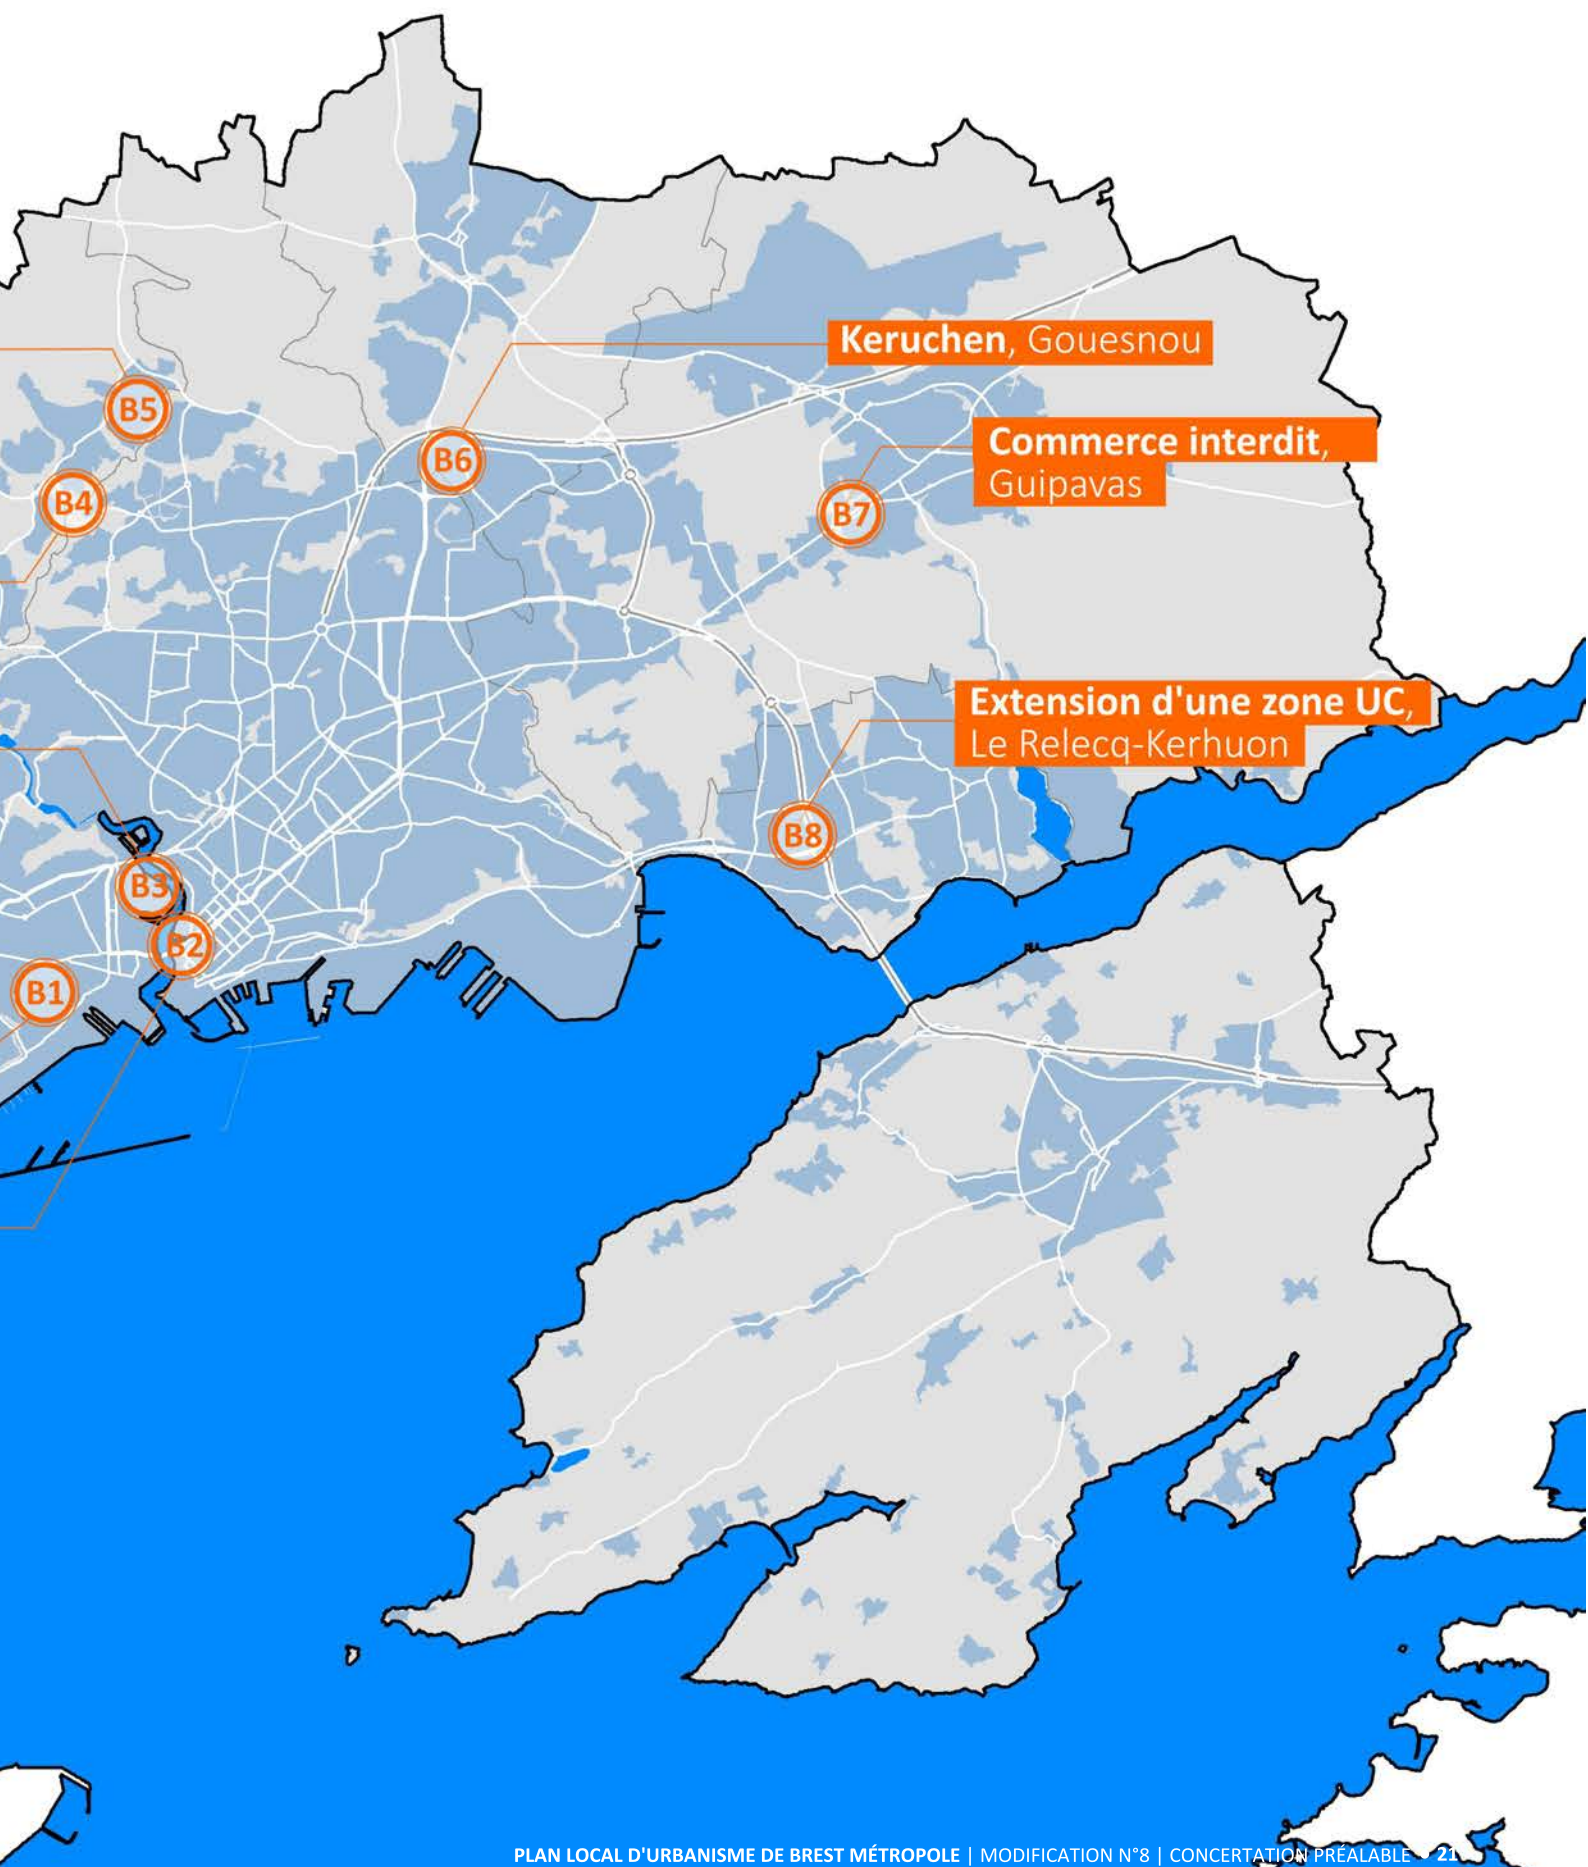 Keruchen, Gouesnou
B5
Commerce interdit,
Guipavas
B6
B4
B7
Extension d'une zone UC,
Le Relecq-Kerhuon
B8
B3
B2
B1
PLAN LOCAL D'URBANISME DE BREST MÉTROPOLE | MODIFICATION N°8 | CONCERTATION PRÉALABLE • 21